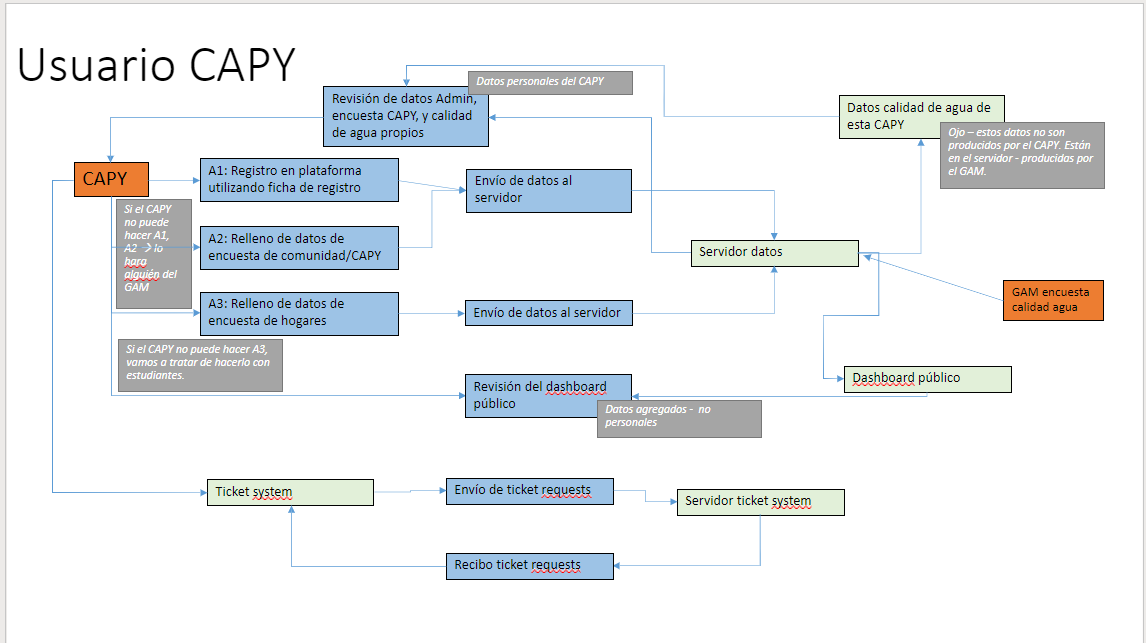 Usuario CAPY
Datos personales del CAPY
Revisión de datos Admin,
encuesta CAPY, y calidad
de agua propios
Datos calidad de agua de
esta CAPY
Ojo – estos datos no son
producidos por el CAPY. Están
en el servidor - producidas por
el GAM.
CAPY
A1: Registro en plataforma
utilizando ficha de registro
Envío de datos al
servidor
Si el CAPY
no puede
hacer A1,
A2 → lo
hara
alguién del
GAM
A2: Relleno de datos de
encuesta de comunidad/CAPY
Servidor datos
GAM encuesta
calidad agua
A3: Relleno de datos de
encuesta de hogares
Envío de datos al servidor
Si el CAPY no puede hacer A3,
vamos a tratar de hacerlo con
estudiantes.
Dashboard público
Revisión del dashboard
público
Datos agregados - no
personales
Ticket system
Envío de ticket requests
Servidor ticket system
Recibo ticket requests